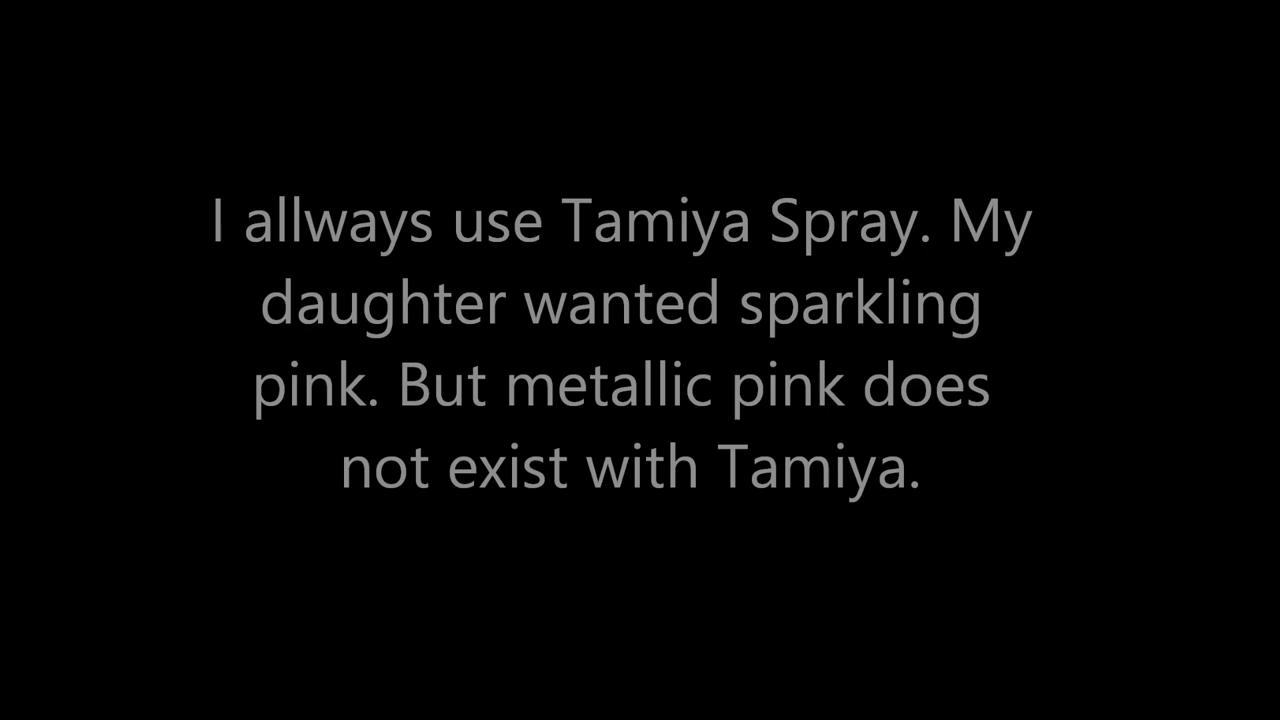 I allways use Tamiya Spray. My
daughter wanted sparkling
pink. But metallic pink does
not exist with Tamiya.